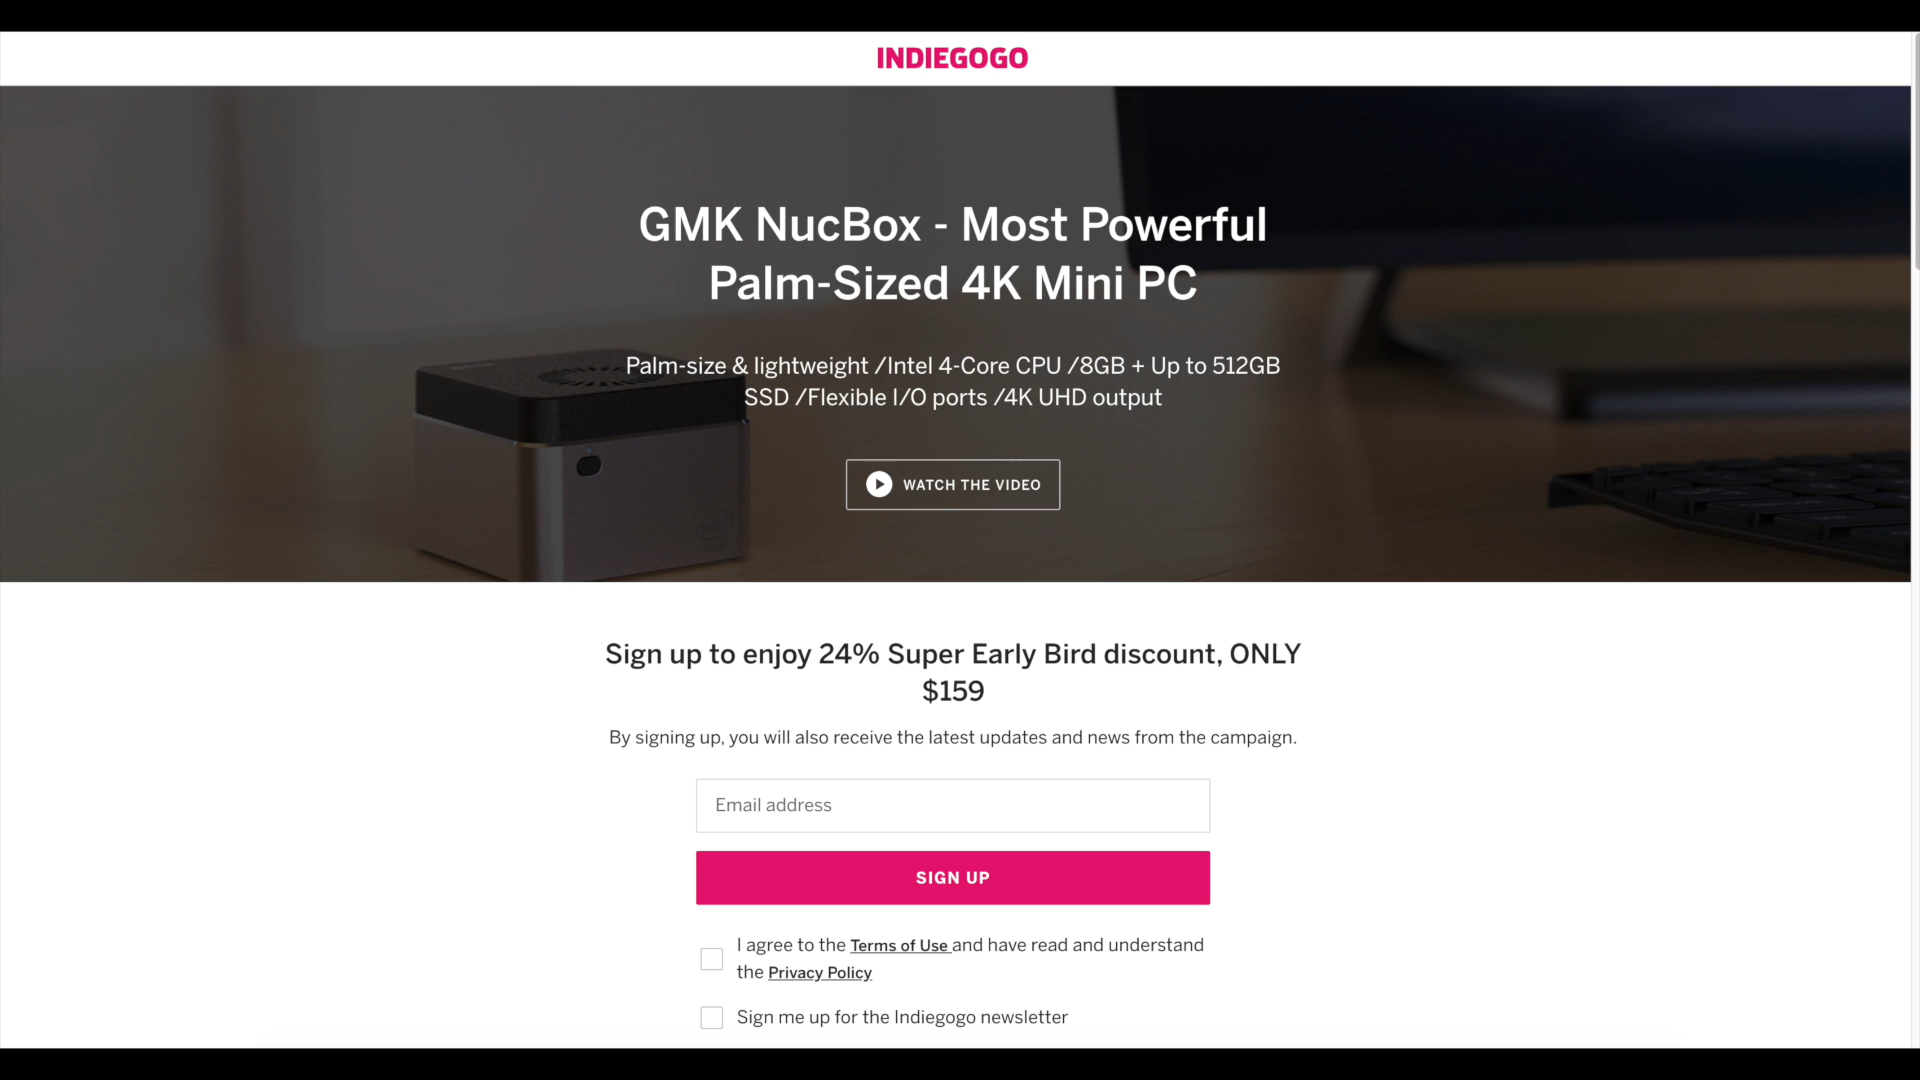 INDIEGOGO
GMK NucBox - Most Powerful
Palm-Sized 4K Mini PC
Palm-size & lightweight /Intel 4-Core CPU /8GB + Up to 512GB
SSD /Flexible I/O ports /4K UHD output
WATCH THE VIDEO
Sign up to enjoy 24% Super Early Bird discount, ONLY
$159
By signing up, you will also receive the latest updates and news from the campaign.
Email address
SIGN UP
I agree to the Terms of Use and have read and understand
the Privacy Policy
Sign me up for the Indiegogo newsletter